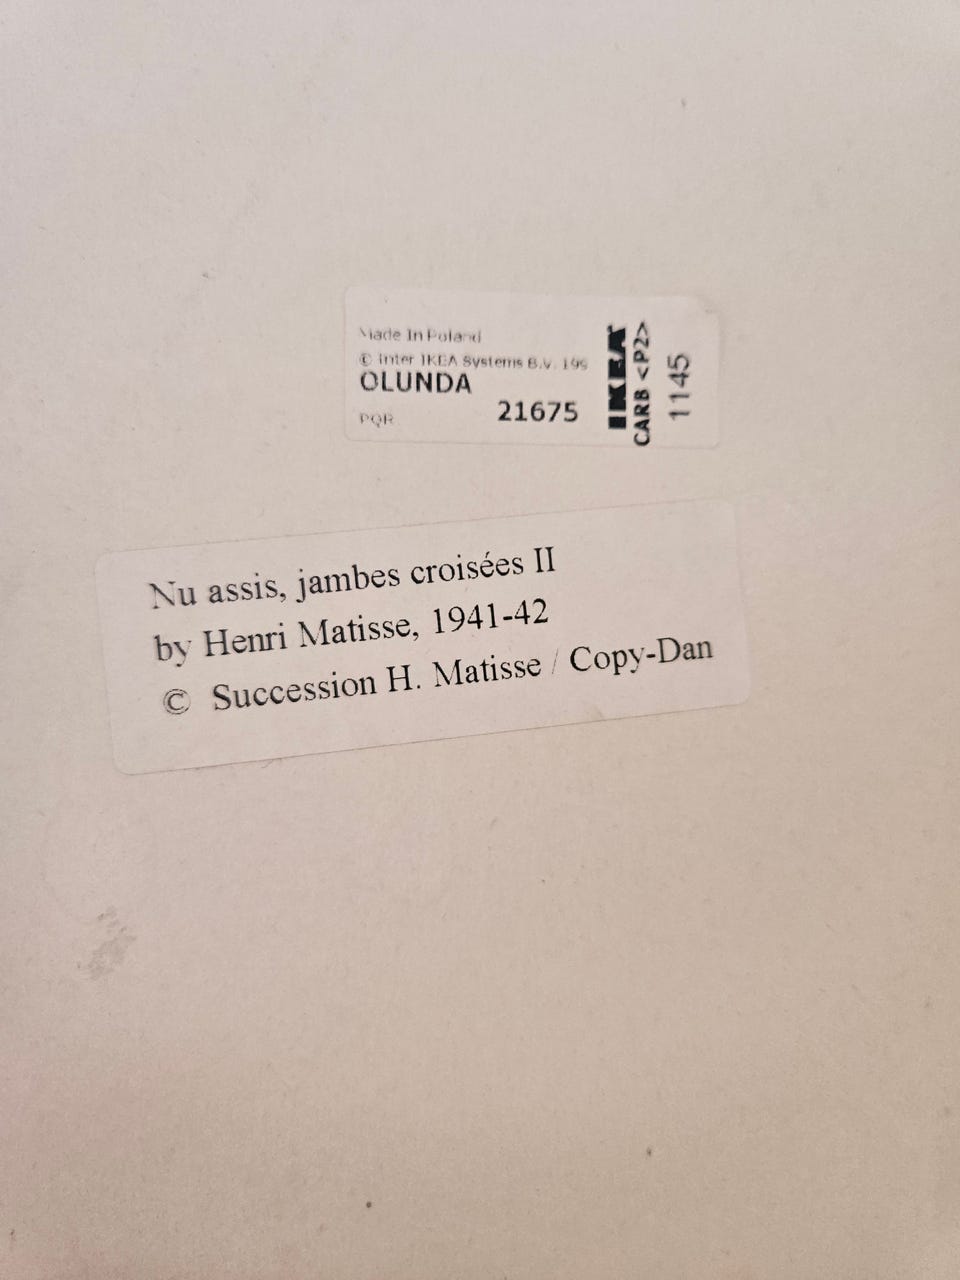 Made In Poland
© Inter IKEA Systems B.V. 199
OLUNDA
PQR 21675
IKEA
CARB <P2>
1145
Nu assis, jambes croisées II
by Henri Matisse, 1941-42
© Succession H. Matisse / Copy-Dan